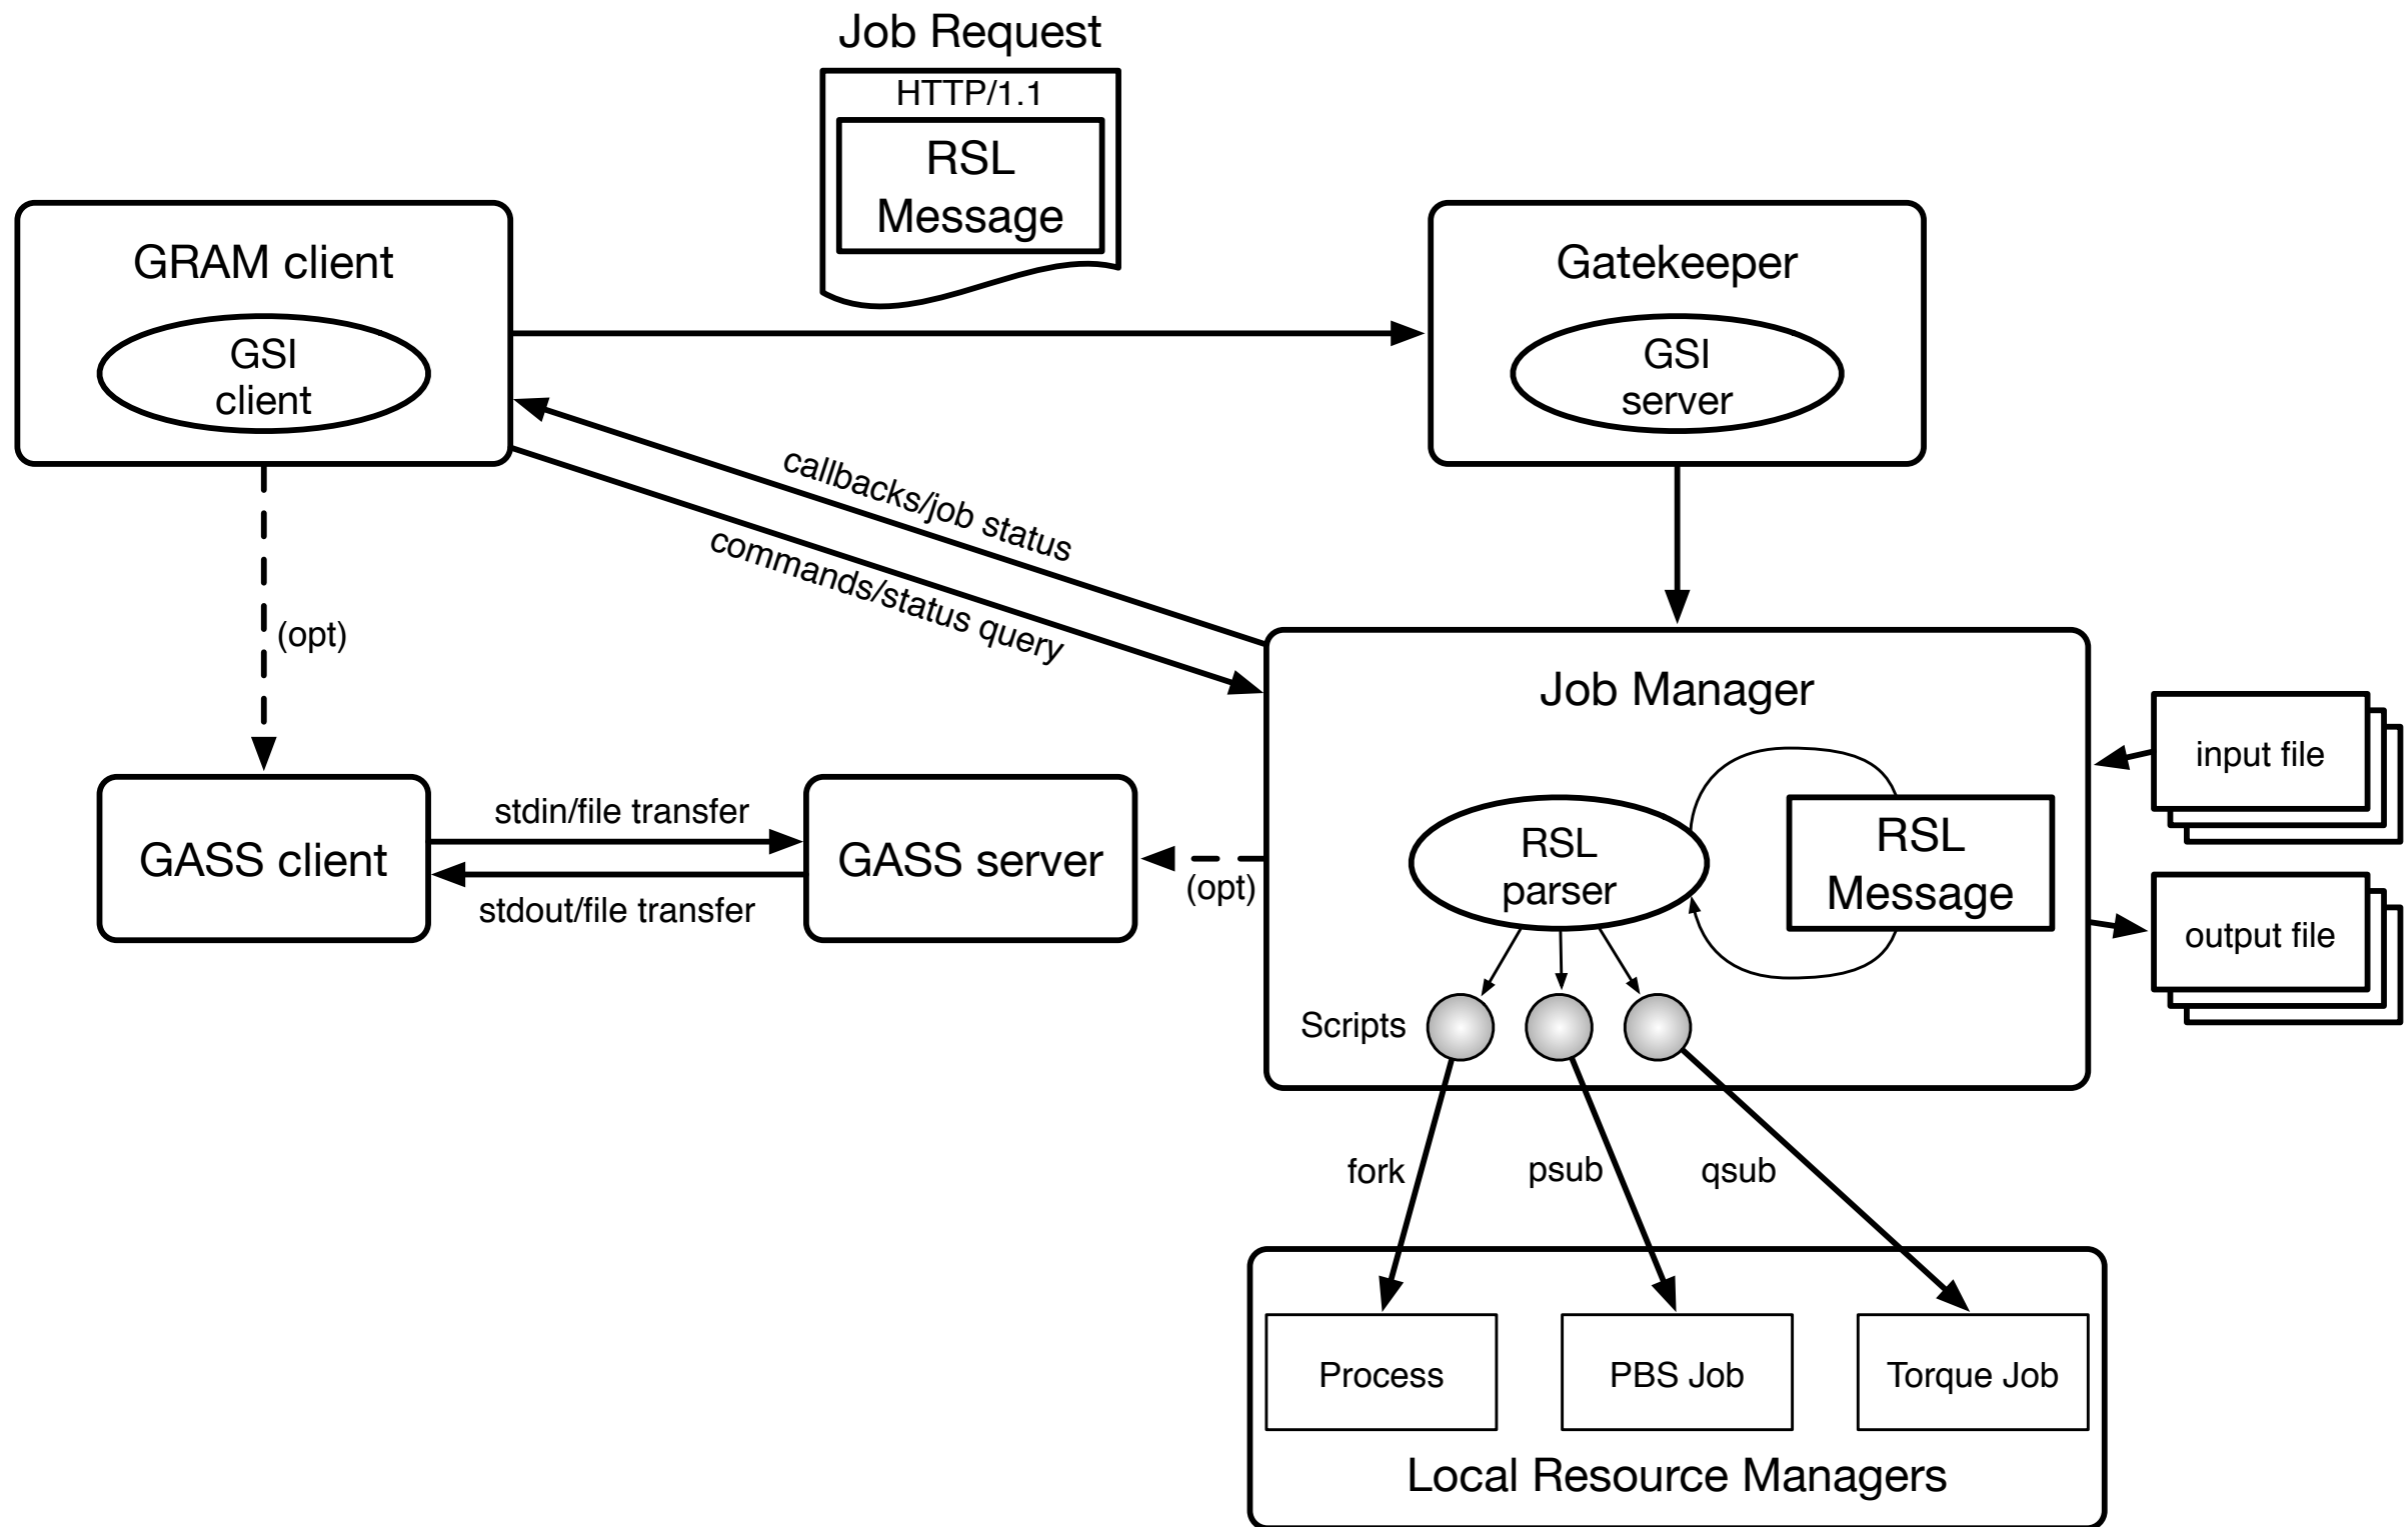 Job Request
HTTP/1.1
RSL
Message
GRAM client
GSI
client
Gatekeeper
GSI
server
callbacks/job status
commands/status query
(opt)
Job Manager
input file
GASS client
stdin/file transfer
stdout/file transfer
GASS server
(opt)
RSL
parser
RSL
Message
output file
Scripts
fork
psub
qsub
Process
PBS Job
Torque Job
Local Resource Managers